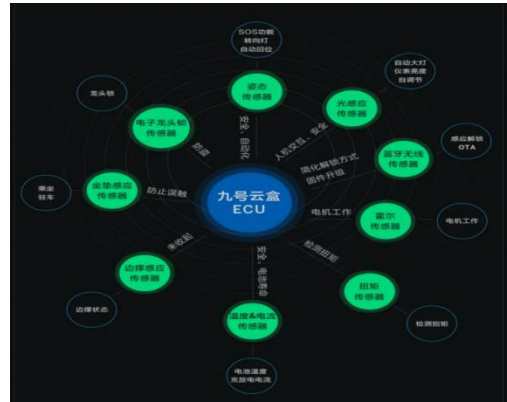 SOS功能
转向灯
自动回位
姿态
传感器
安全、自动化
自动大灯
仪表亮度
自调节
光感应
传感器
人机交互、安全
龙头锁
电子龙头锁
传感器
防盗
感应解锁
OTA
蓝牙无线
传感器
简化解锁方式
固件升级
乘坐
驻车
坐垫感应
传感器
防止误触
九号云盒
ECU
电机工作
霍尔
传感器
电机工作
未收起
边撑感应
传感器
边撑状态
安全、电池寿命
温度&电流
传感器
电池温度
充放电电流
检测扭矩
扭矩
传感器
检测扭矩